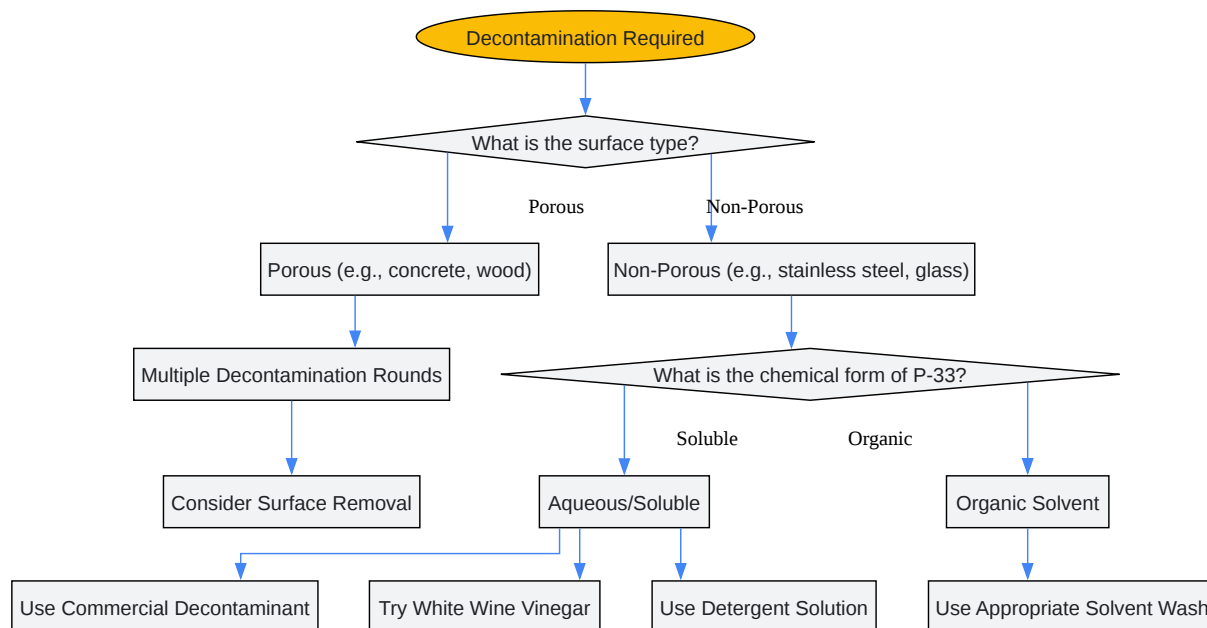 Decontamination Required
What is the surface type?
Porous
Non-Porous
Porous (e.g., concrete, wood)
Non-Porous (e.g., stainless steel, glass)
Multiple Decontamination Rounds
What is the chemical form of P-33?
Soluble
Organic
Consider Surface Removal
Aqueous/Soluble
Organic Solvent
Use Commercial Decontaminant
Try White Wine Vinegar
Use Detergent Solution
Use Appropriate Solvent Wash